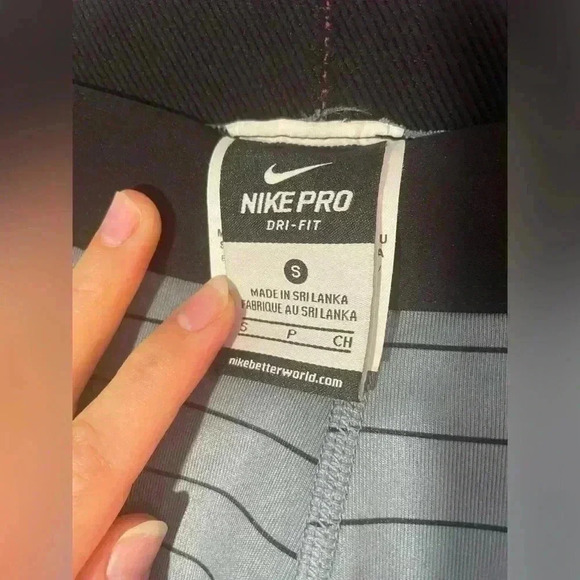 NIKE PRO
DRI-FIT
S
MADE IN SRI LANKA
FABRIQUE AU SRI LANKA
S P CH
nikebetterworld.com